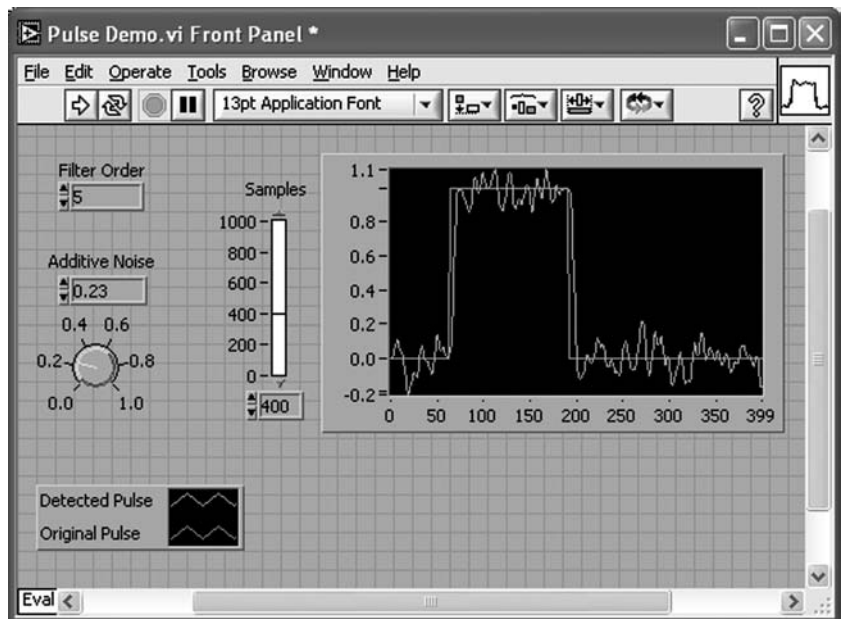 Pulse Demo.vi Front Panel *
File Edit Operate Tools Browse Window Help
13pt Application Font
?
Filter Order
5
Additive Noise
0.23
0.4 0.6
0.2 0.8
0.0 1.0
Samples
1000
800
600
400
200
0
400
1.1
0.8
0.6
0.4
0.2
0.0
-0.2
0 50 100 150 200 250 300 350 399
Detected Pulse
Original Pulse
Eval